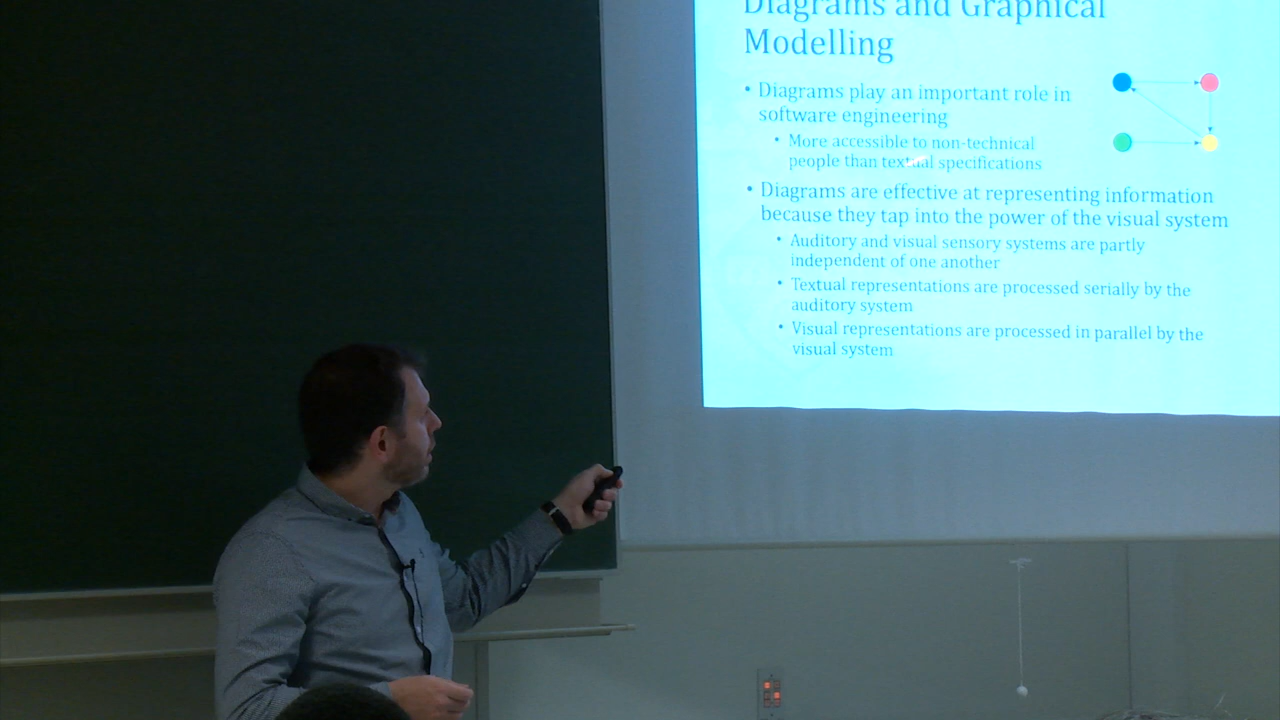 Diagrams and Graphical
Modelling
• Diagrams play an important role in
software engineering
• More accessible to non-technical
people than textual specifications
• Diagrams are effective at representing information
because they tap into the power of the visual system
• Auditory and visual sensory systems are partly
independent of one another
• Textual representations are processed serially by the
auditory system
• Visual representations are processed in parallel by the
visual system